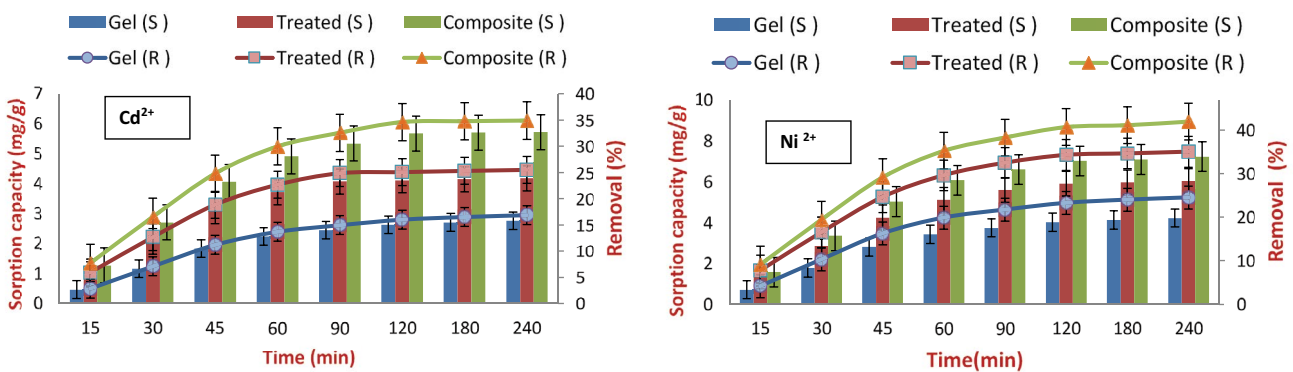 Gel (S )
Treated (S )
Composite (S )
Gel (R )
Treated (R )
Composite (R )
Cd2+
Sorption capacity (mg/g)
7
6
5
4
3
2
1
0
40
35
30
25
20
15
10
5
0
Removal (%)
15 30 45 60 90 120 180 240
Time (min)
Gel (S )
Treated (S )
Composite (S )
Gel (R )
Treated (R )
Composite (R )
Ni 2+
Sorption capacity (mg/g)
10
8
6
4
2
0
40
30
20
10
0
Removal (%)
15 30 45 60 90 120 180 240
Time(min)